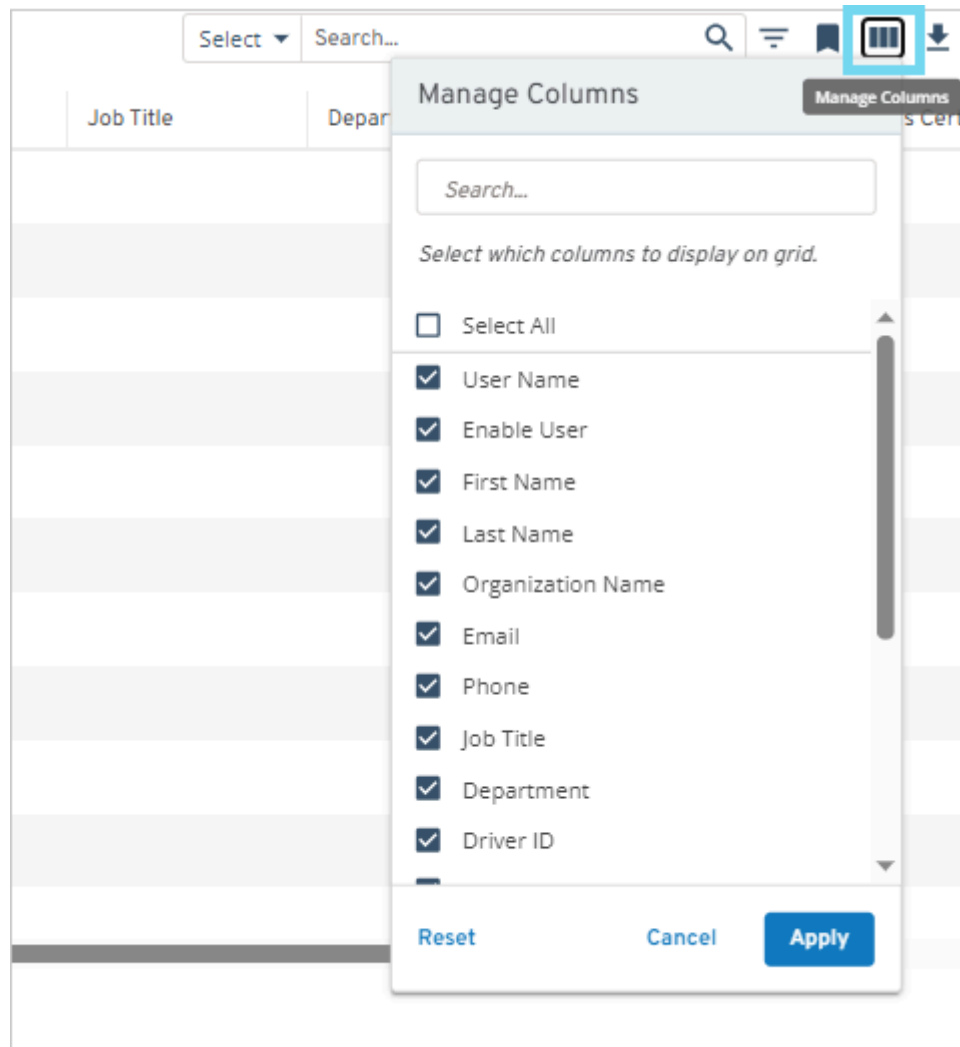 Select
Search...
Manage Columns
Manage Columns
Job Title
Depar
s Cert
Search...
Select which columns to display on grid.
Select All
User Name
Enable User
First Name
Last Name
Organization Name
Email
Phone
Job Title
Department
Driver ID
Reset
Cancel
Apply